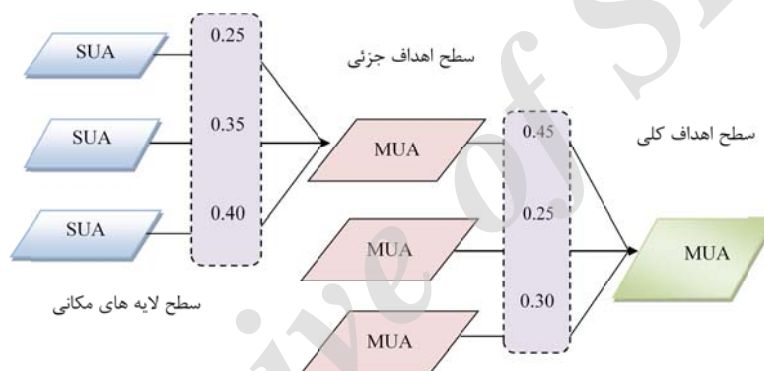 SUA
0.25
سطح اهداف جزئی
SUA
0.35
MUA
0.45
سطح اهداف کلی
SUA
0.40
MUA
0.25
MUA
سطح لایه های مکانی
MUA
0.30